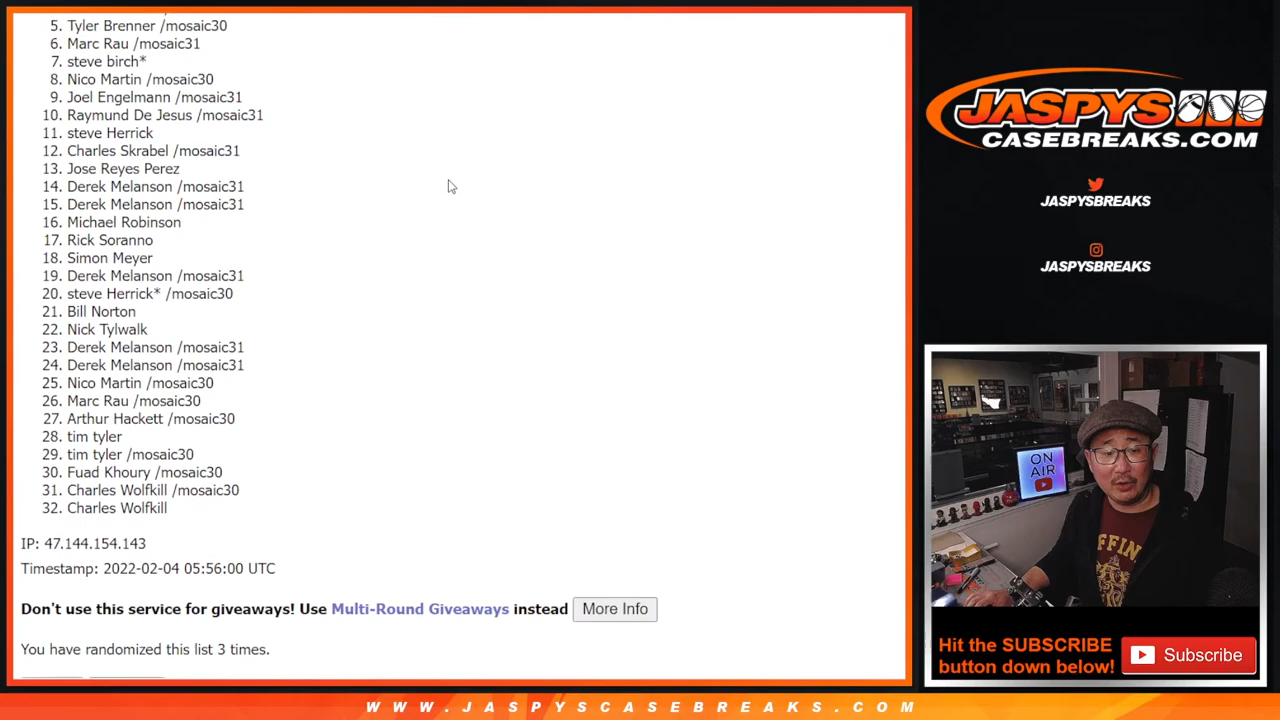 5. Tyler Brenner /mosaic30
6. Marc Rau /mosaic31
7. steve birch*
8. Nico Martin /mosaic30
9. Joel Engelmann /mosaic31
10. Raymund De Jesus /mosaic31
11. steve Herrick
12. Charles Skrabel /mosaic31
13. Jose Reyes Perez
14. Derek Melanson /mosaic31
15. Derek Melanson /mosaic31
16. Michael Robinson
17. Rick Soranno
18. Simon Meyer
19. Derek Melanson /mosaic31
20. steve Herrick* /mosaic30
21. Bill Norton
22. Nick Tylwalk
23. Derek Melanson /mosaic31
24. Derek Melanson /mosaic31
25. Nico Martin /mosaic30
26. Marc Rau /mosaic30
27. Arthur Hackett /mosaic30
28. tim tyler
29. tim tyler /mosaic30
30. Fuad Khoury /mosaic30
31. Charles Wolfkill /mosaic30
32. Charles Wolfkill
IP: 47.144.154.143
Timestamp: 2022-02-04 05:56:00 UTC
Don't use this service for giveaways! Use Multi-Round Giveaways instead More Info
You have randomized this list 3 times.
JASPYS
CASEBREAKS.COM
JASPYSBREAKS
JASPYSBREAKS
ON
AIR
Hit the SUBSCRIBE
button down below!
Subscribe
WWW.JASPYSCASEBREAKS.COM